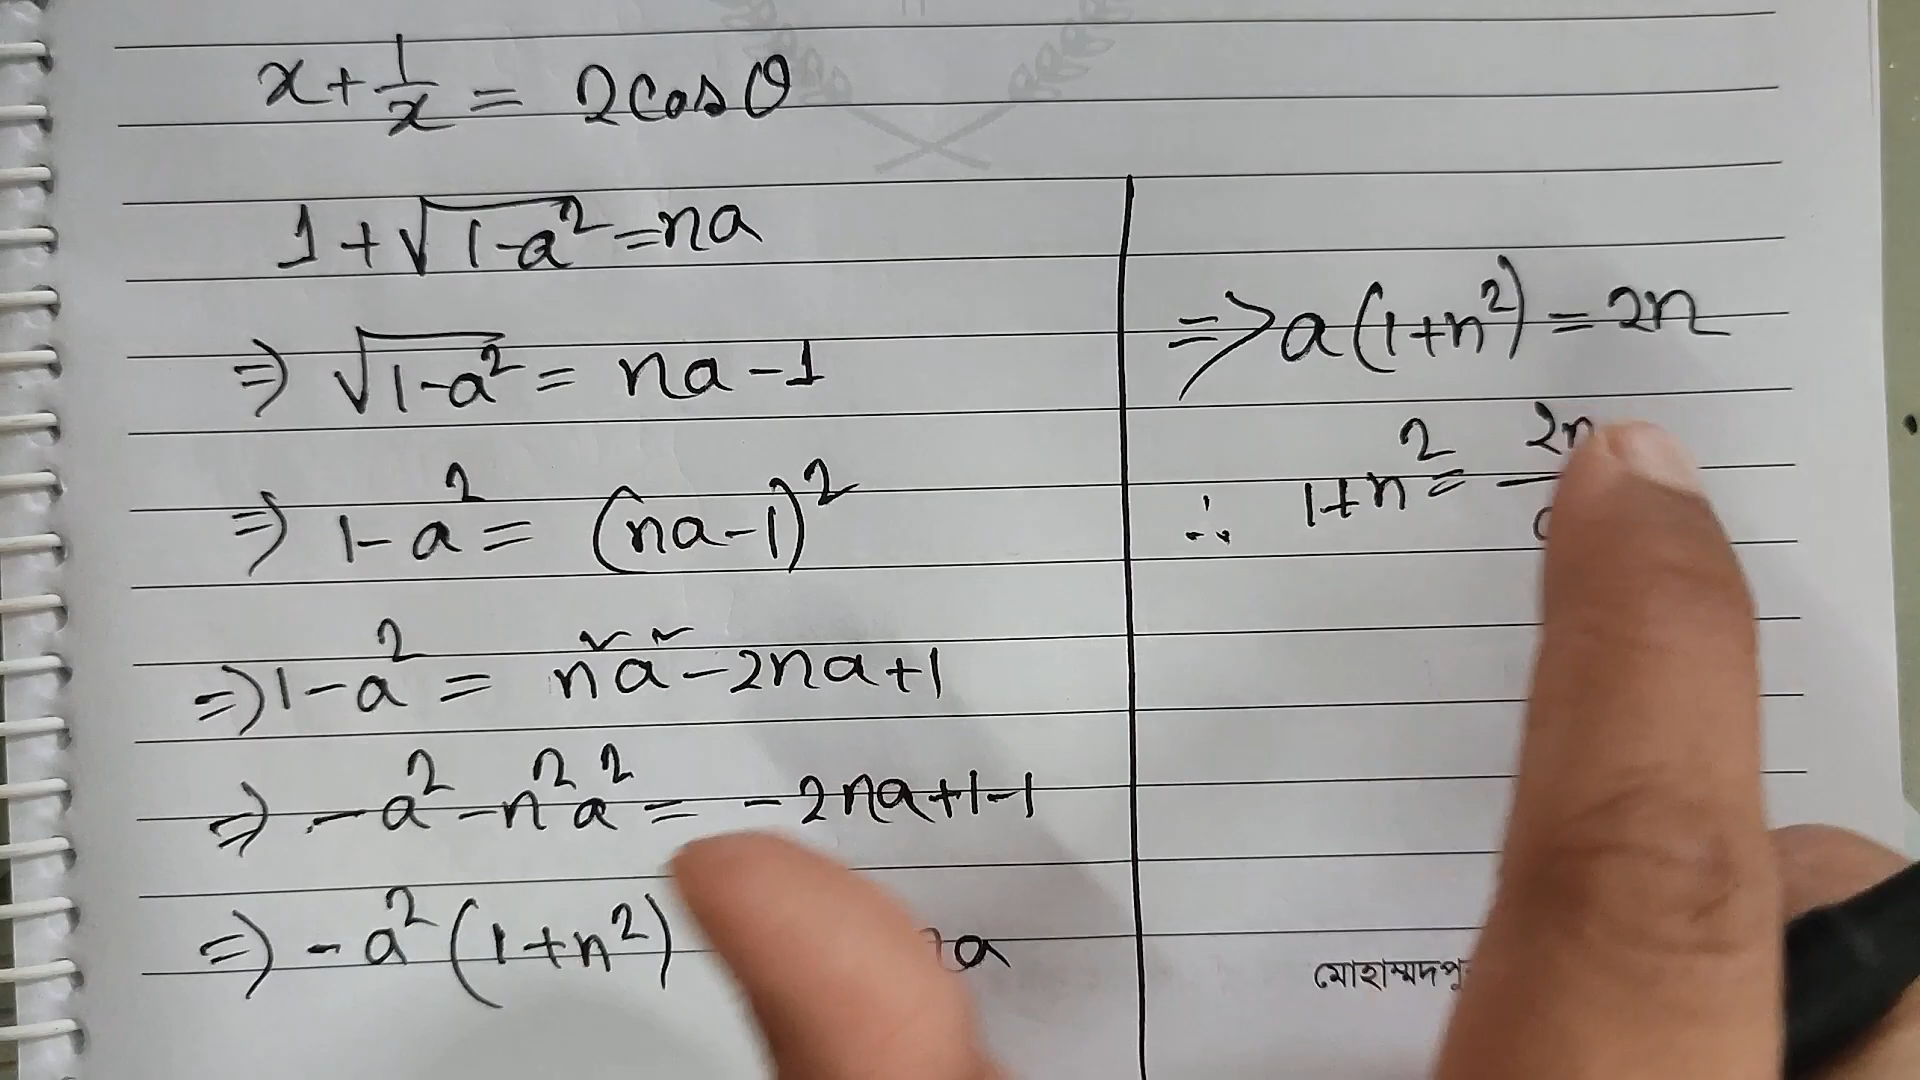 x + 1/x = 2cosθ
1 + √(1-a²) = na
⇒ √(1-a²) = na - 1
⇒ 1 - a² = (na - 1)²
⇒ 1 - a² = n²a² - 2na + 1
⇒ -a² - n²a² = -2na + 1 - 1
⇒ -a² (1 + n²) a
⇒ a(1 + n²) = 2n
∴ 1 + n² = 2n